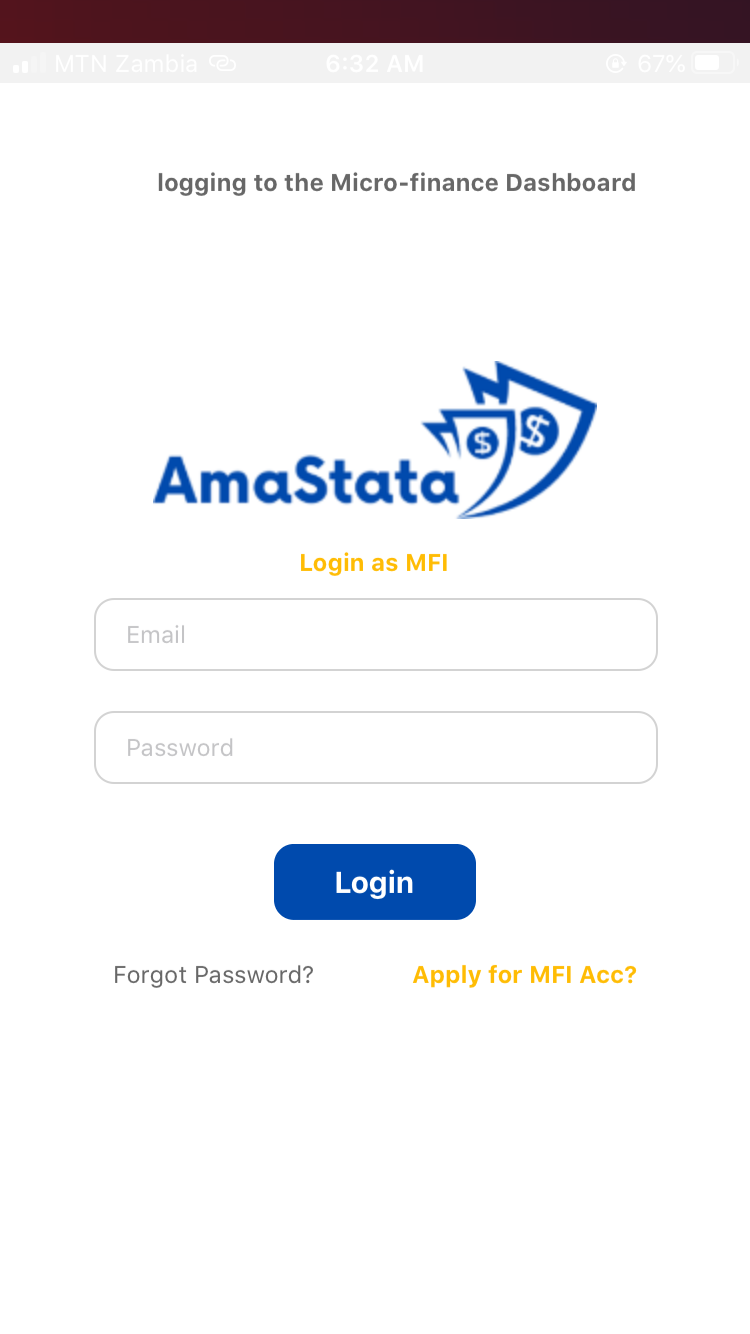 MTN Zambia 6:32 AM 67%
logging to the Micro-finance Dashboard
$ $
AmaStata
Login as MFI
Email
Password
Login
Forgot Password? Apply for MFI Acc?